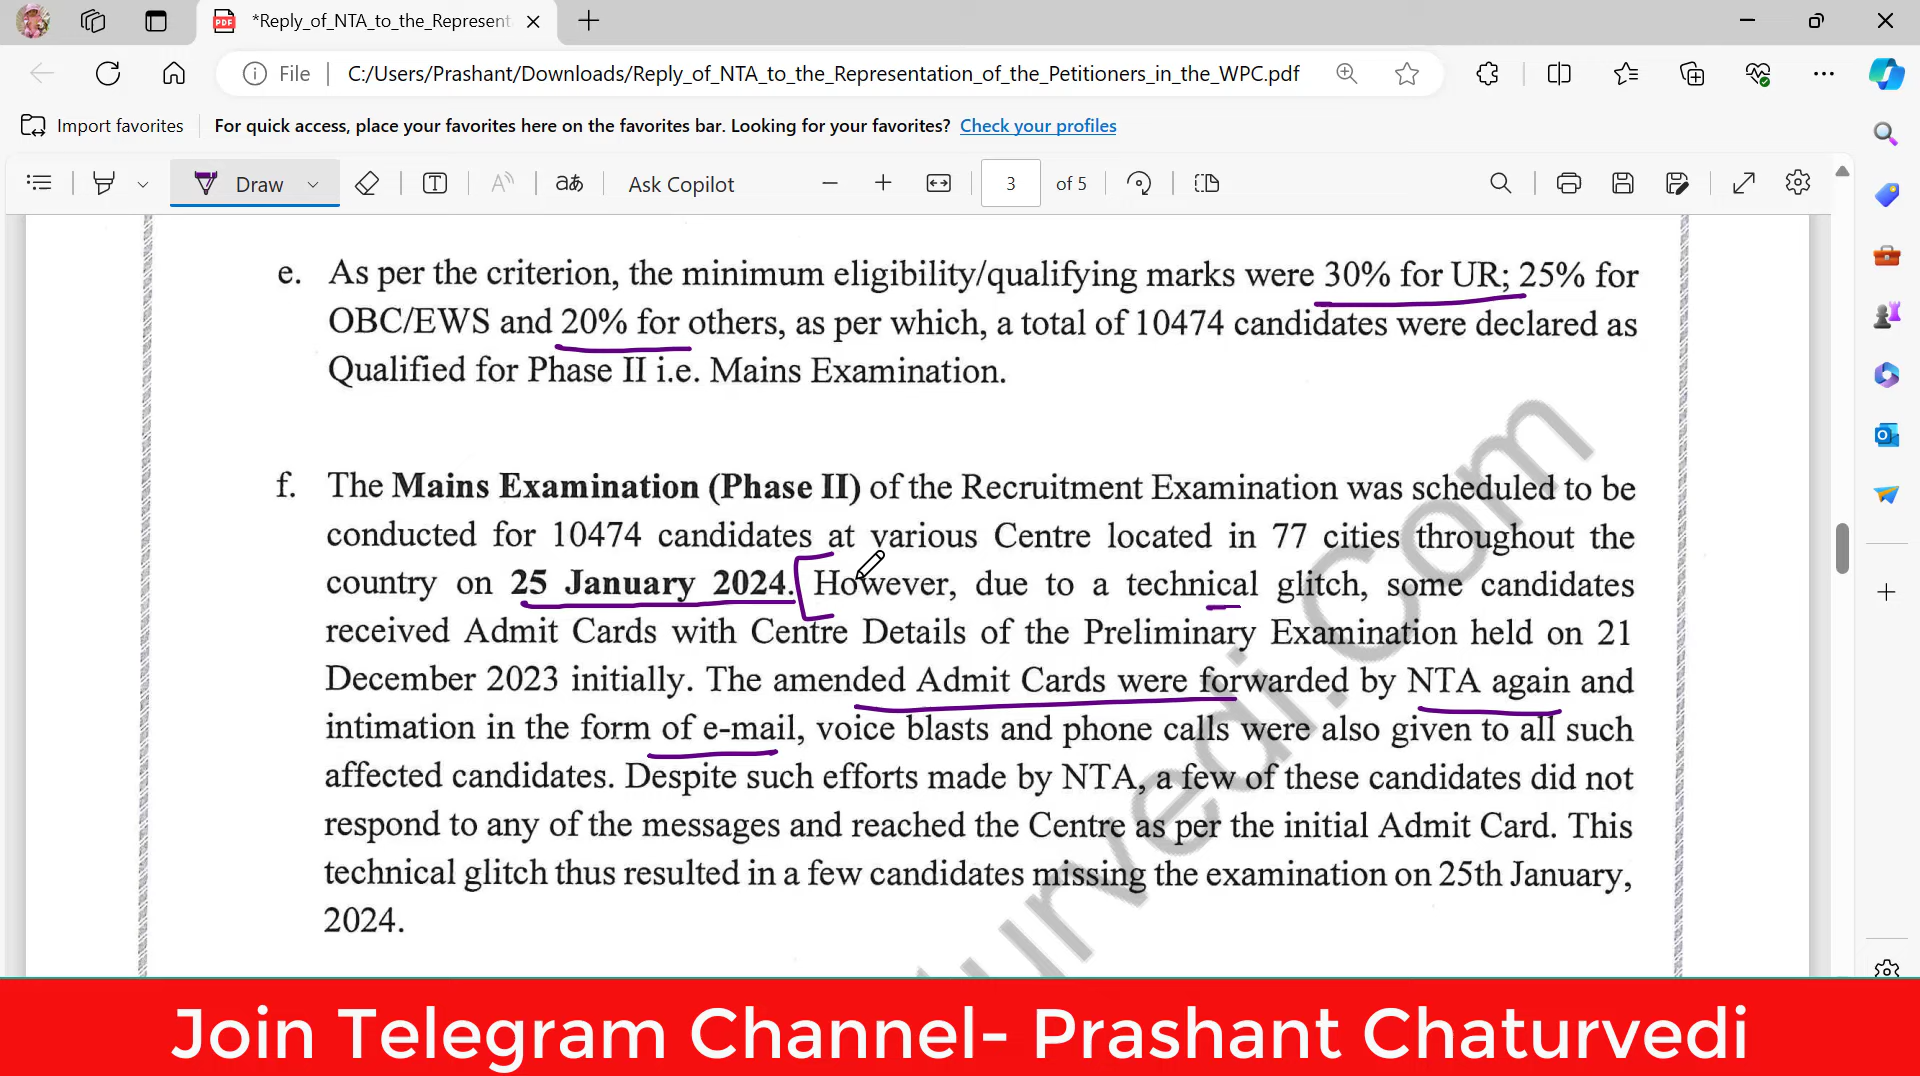 *Reply_of_NTA_to_the_Represent
File
C:/Users/Prashant/Downloads/Reply_of_NTA_to_the_Representation_of_the_Petitioners_in_the_WPC.pdf
Import favorites
For quick access, place your favorites here on the favorites bar. Looking for your favorites? Check your profiles
Draw
Ask Copilot
3 of 5
e. As per the criterion, the minimum eligibility/qualifying marks were 30% for UR; 25% for
OBC/EWS and 20% for others, as per which, a total of 10474 candidates were declared as
Qualified for Phase II i.e. Mains Examination.
f. The Mains Examination (Phase II) of the Recruitment Examination was scheduled to be
conducted for 10474 candidates at various Centre located in 77 cities throughout the
country on 25 January 2024. However, due to a technical glitch, some candidates
received Admit Cards with Centre Details of the Preliminary Examination held on 21
December 2023 initially. The amended Admit Cards were forwarded by NTA again and
intimation in the form of e-mail, voice blasts and phone calls were also given to all such
affected candidates. Despite such efforts made by NTA, a few of these candidates did not
respond to any of the messages and reached the Centre as per the initial Admit Card. This
technical glitch thus resulted in a few candidates missing the examination on 25th January,
2024.
urvedi.Com
Join Telegram Channel- Prashant Chaturvedi